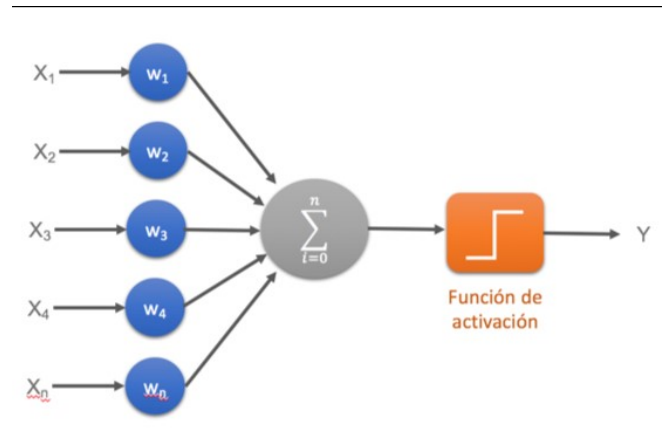 X₁ w₁
X₂ w₂
X₃ w₃
X₄ w₄
Xₙ wₙ
n
∑
i=0
Función de
activación
Y